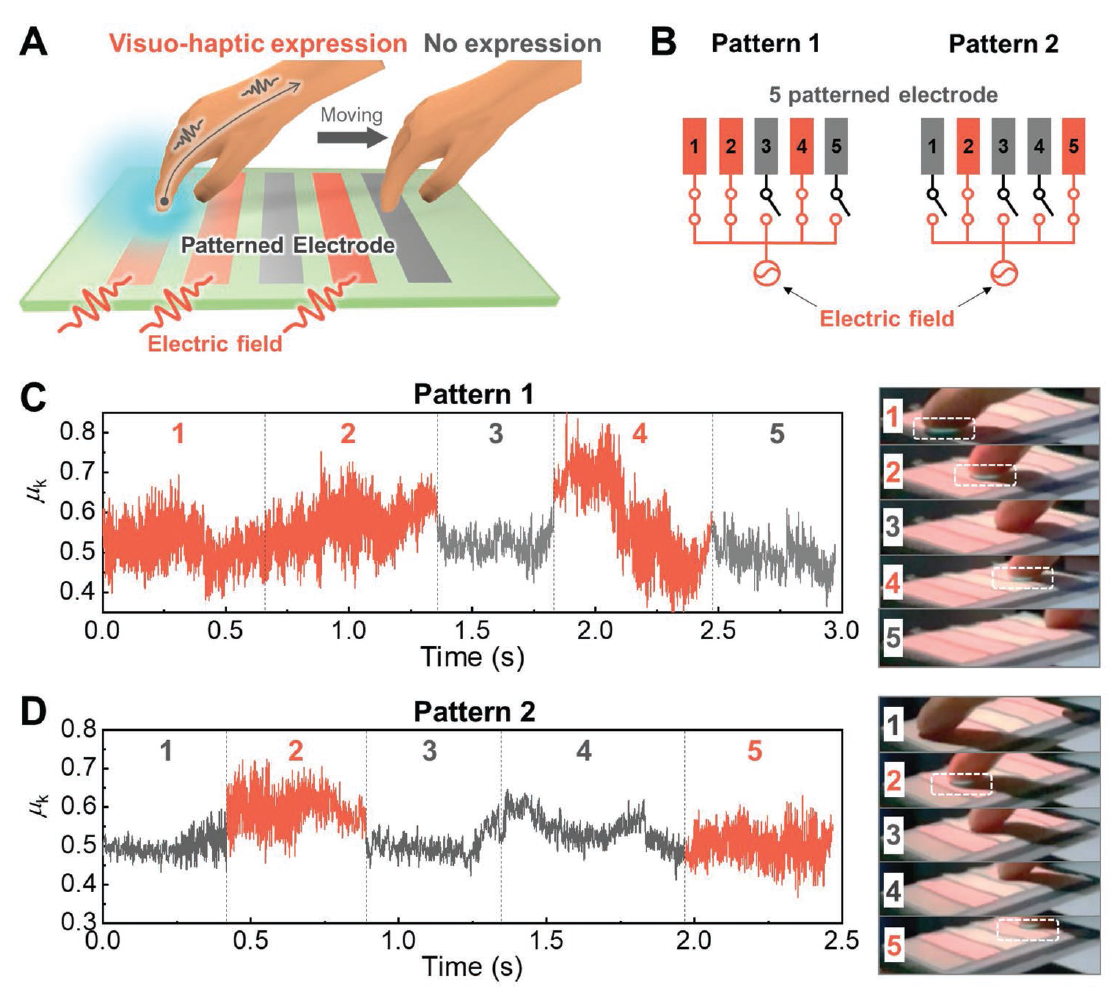 A
Visuo-haptic expression No expression
Moving
Patterned Electrode
Electric field
B
Pattern 1 Pattern 2
5 patterned electrode
1 2 3 4 5 1 2 3 4 5
Electric field
C
Pattern 1
1 2 3 4 5
0.8
0.7
0.6
0.5
0.4
μk
0.0 0.5 1.0 1.5 2.0 2.5 3.0
Time (s)
1
2
3
4
5
D
Pattern 2
1 2 3 4 5
0.8
0.7
0.6
0.5
0.4
0.3
μk
0.0 0.5 1.0 1.5 2.0 2.5
Time (s)
1
2
3
4
5